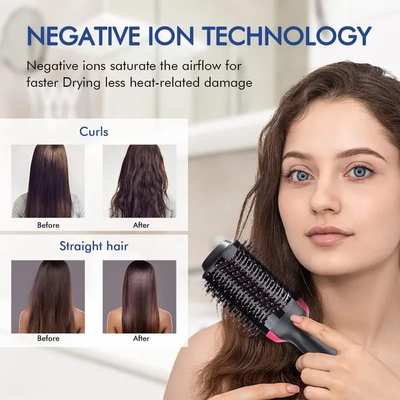 NEGATIVE ION TECHNOLOGY
Negative ions saturate the airflow for
faster Drying less heat-related damage
Curls
Before After
Straight hair
Before After